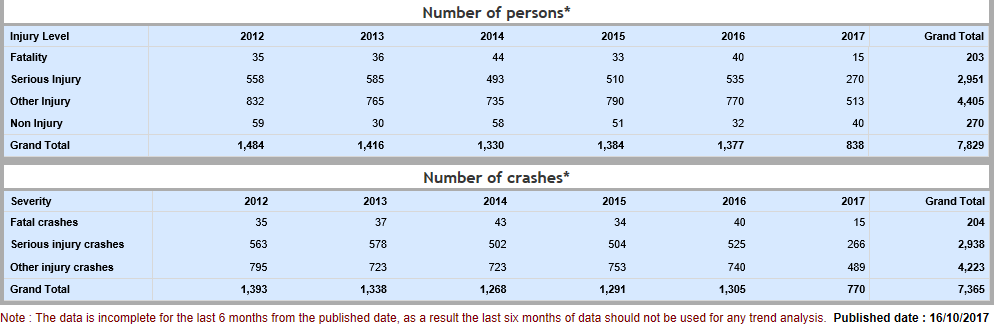 Number of persons*
Injury Level 2012 2013 2014 2015 2016 2017 Grand Total
Fatality 35 36 44 33 40 15 203
Serious Injury 558 585 493 510 535 270 2,951
Other Injury 832 765 735 790 770 513 4,405
Non Injury 59 30 58 51 32 40 270
Grand Total 1,484 1,416 1,330 1,384 1,377 838 7,829
Number of crashes*
Severity 2012 2013 2014 2015 2016 2017 Grand Total
Fatal crashes 35 37 43 34 40 15 204
Serious injury crashes 563 578 502 504 525 266 2,938
Other injury crashes 795 723 723 753 740 489 4,223
Grand Total 1,393 1,338 1,268 1,291 1,305 770 7,365
Note : The data is incomplete for the last 6 months from the published date, as a result the last six months of data should not be used for any trend analysis. Published date : 16/10/2017